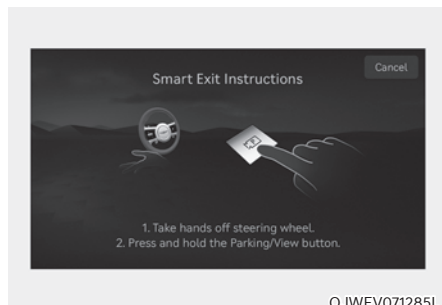 Cancel
Smart Exit Instructions
1. Take hands off steering wheel.
2. Press and hold the Parking/View button.
OJWEV071285L